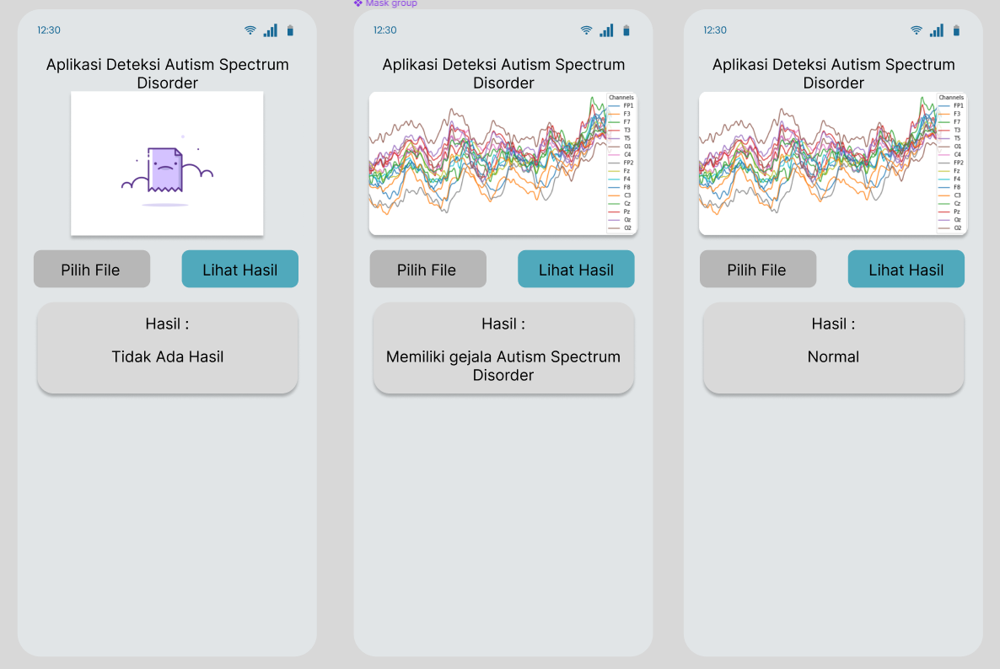 Mask group
12:30
Aplikasi Deteksi Autism Spectrum
Disorder
Pilih File
Lihat Hasil
Hasil :
Tidak Ada Hasil
12:30
Aplikasi Deteksi Autism Spectrum
Disorder
Channels
FP1
F3
F7
T3
T5
O1
C4
FP2
Fz
F4
F8
C3
Cz
Pz
Oz
O2
Pilih File
Lihat Hasil
Hasil :
Memiliki gejala Autism Spectrum
Disorder
12:30
Aplikasi Deteksi Autism Spectrum
Disorder
Channels
FP1
F3
F7
T3
T5
O1
C4
FP2
Fz
F4
F8
C3
Cz
Pz
Oz
O2
Pilih File
Lihat Hasil
Hasil :
Normal